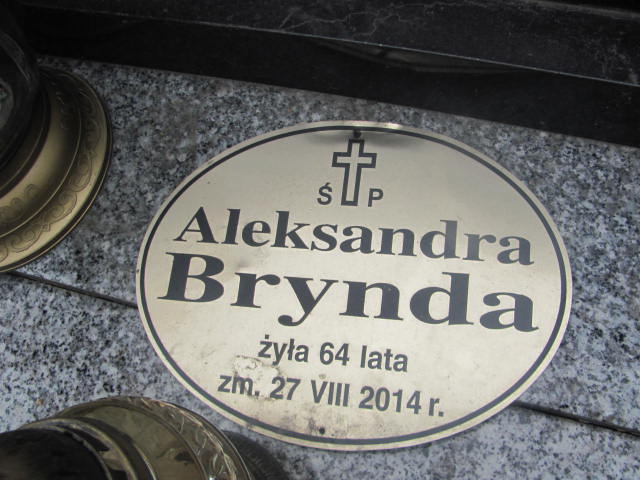 Ś P
Aleksandra
Brynda
żyła 64 lata
zm. 27 VIII 2014 r.